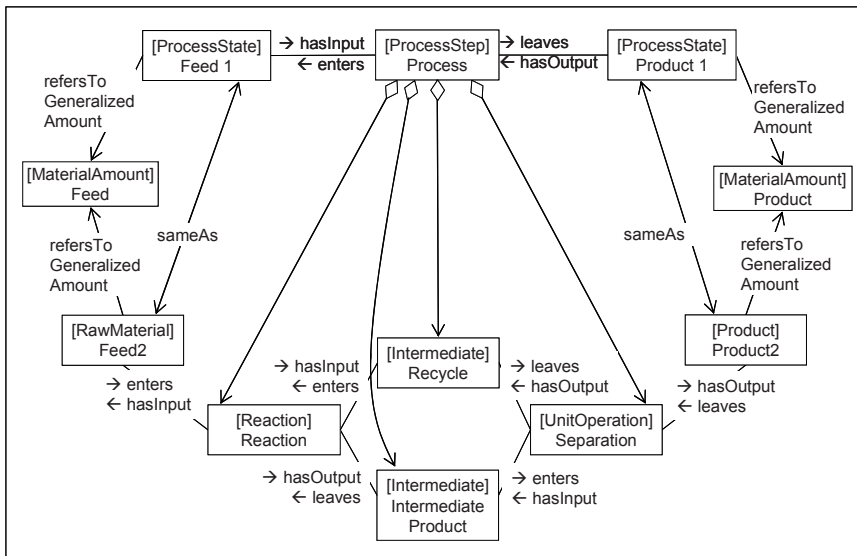 [ProcessState]
Feed 1
→ hasInput
← enters
[ProcessStep]
Process
→ leaves
← hasOutput
[ProcessState]
Product 1
refersTo
Generalized
Amount
refersTo
Generalized
Amount
[MaterialAmount]
Feed
[MaterialAmount]
Product
sameAs
sameAs
refersTo
Generalized
Amount
refersTo
Generalized
Amount
[RawMaterial]
Feed2
[Product]
Product2
→ hasInput
← enters
[Intermediate]
Recycle
→ leaves
← hasOutput
→ enters
← hasInput
→ hasOutput
← leaves
[Reaction]
Reaction
[UnitOperation]
Separation
→ hasOutput
← leaves
[Intermediate]
Intermediate
Product
→ enters
← hasInput